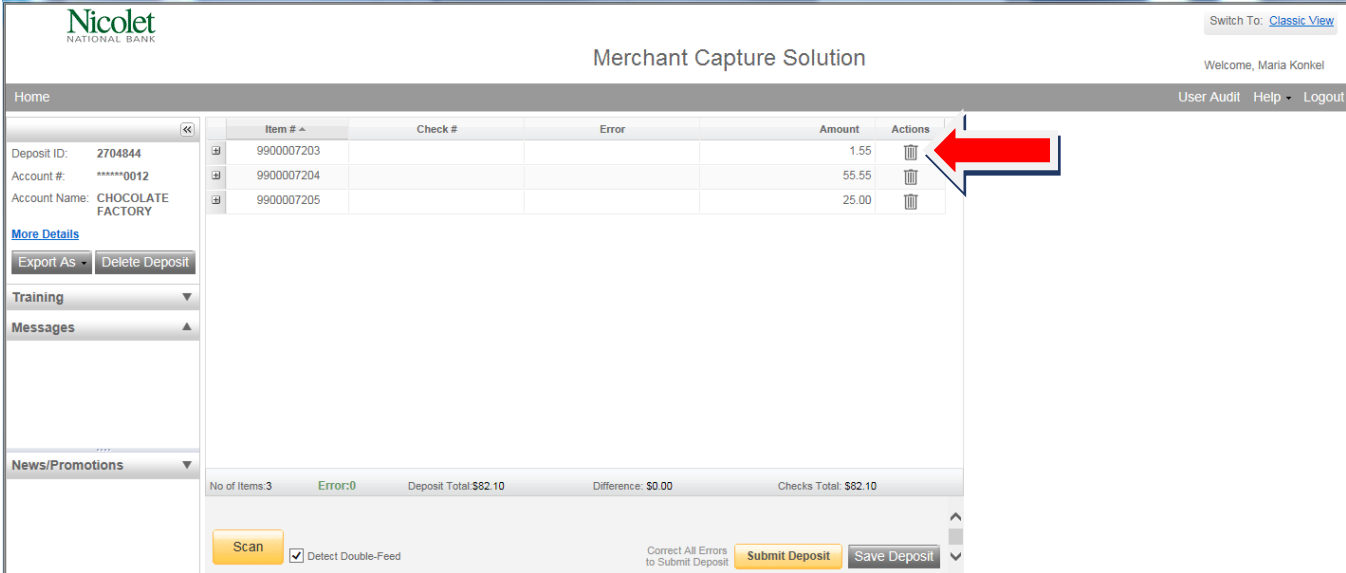 Nicolet
NATIONAL BANK
Switch To: Classic View
Merchant Capture Solution
Welcome, Maria Konkel
Home
User Audit Help Logout
Item # Check # Error Amount Actions
Deposit ID: 2704844
9900007203 1.55
Account #: ******0012
9900007204 55.55
Account Name: CHOCOLATE
FACTORY
9900007205 25.00
More Details
Export As Delete Deposit
Training
Messages
News/Promotions
No of Items:3 Error:0 Deposit Total:$82.10 Difference: $0.00 Checks Total: $82.10
Scan
Detect Double-Feed
Correct All Errors
to Submit Deposit
Submit Deposit
Save Deposit